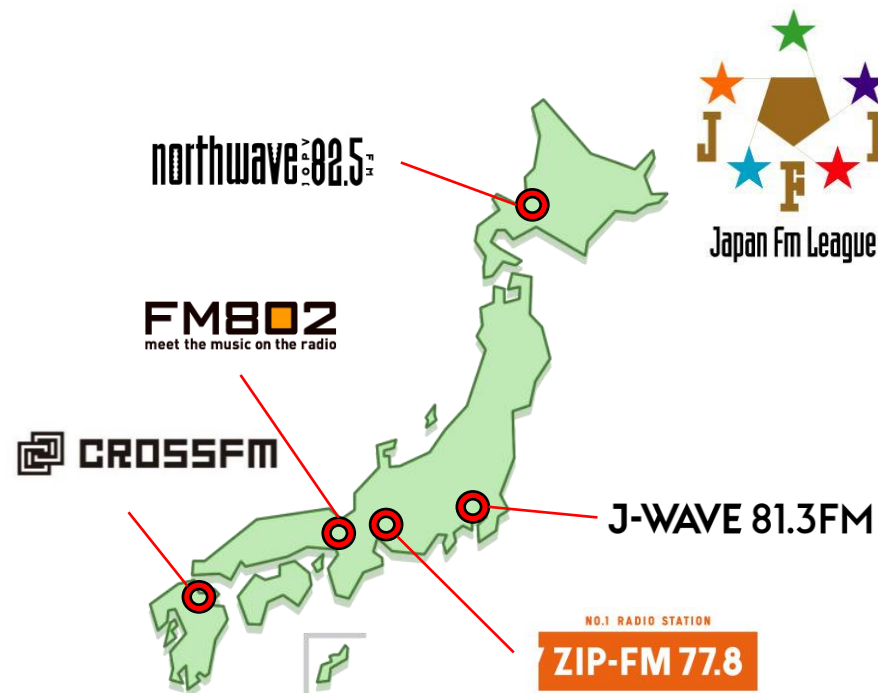 northwave JOPV 82.5 FM
J F L
Japan Fm League
FM802
meet the music on the radio
CROSSFM
J-WAVE 81.3FM
NO.1 RADIO STATION
ZIP-FM 77.8